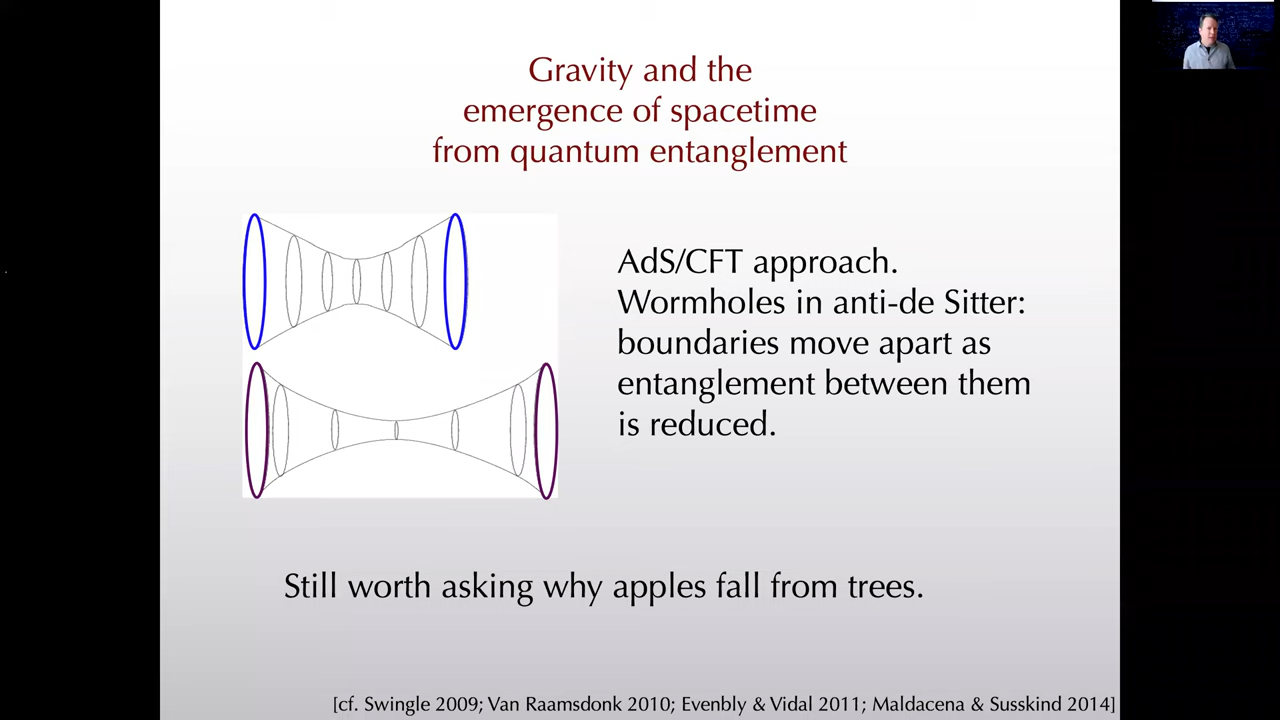 Gravity and the
emergence of spacetime
from quantum entanglement
AdS/CFT approach.
Wormholes in anti-de Sitter:
boundaries move apart as
entanglement between them
is reduced.
Still worth asking why apples fall from trees.
[cf. Swingle 2009; Van Raamsdonk 2010; Evenbly & Vidal 2011; Maldacena & Susskind 2014]